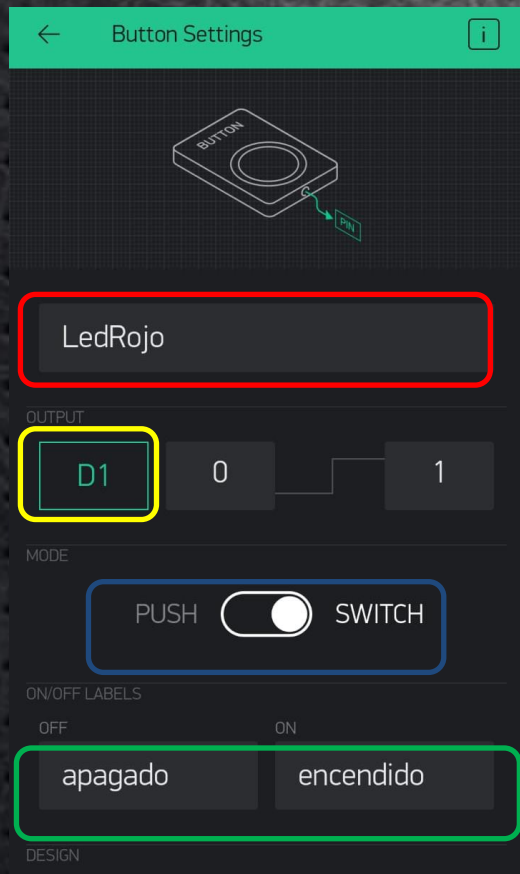 Button Settings
i
BUTTON
PIN
LedRojo
OUTPUT
D1 0 1
MODE
PUSH SWITCH
ON/OFF LABELS
OFF ON
apagado encendido
DESIGN